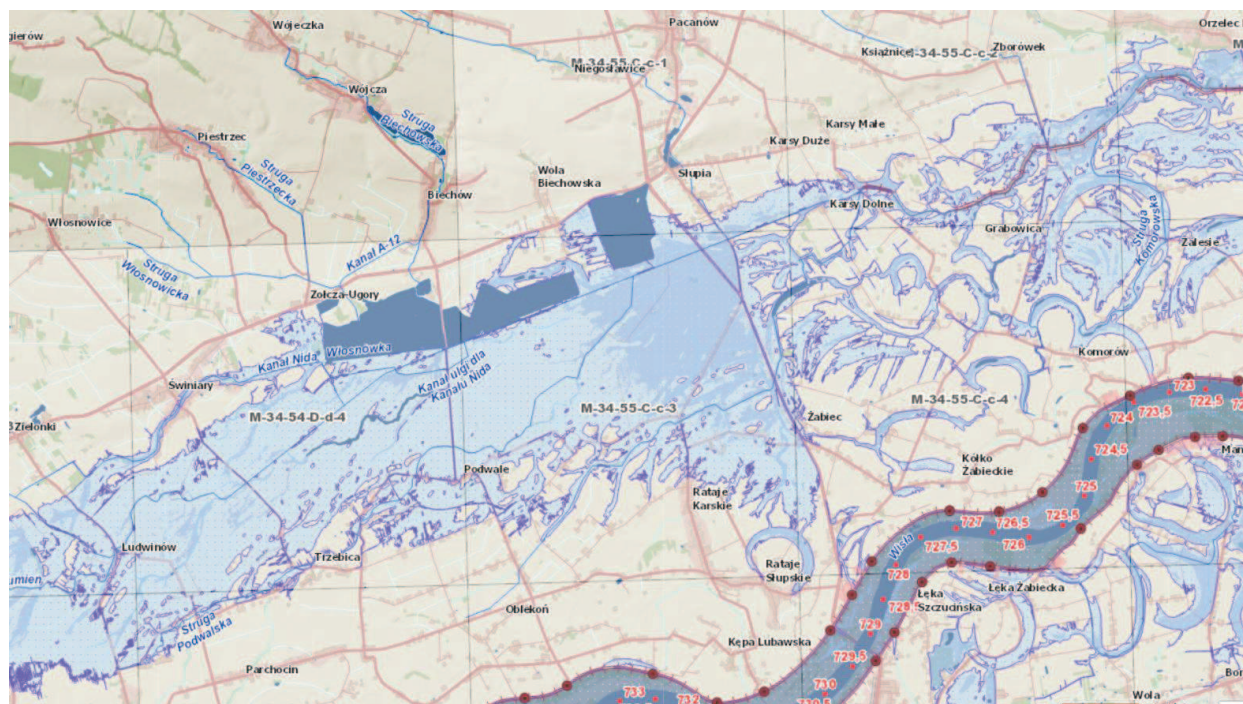 Wójeczka
Pacanów
Orzelec
gierów
Książnice
M-34-55-C-c-2
Zborówek
M-34-55-C-c-1
Niegosławice
Wójcza
Struga
Biechowska
Karsy Małe
Piestrzec
Karsy Duże
Struga
Piestrzecka
Wola
Biechowska
Słupia
Biechów
Karsy Dolne
Włosnowice
Grabowica
Struga
Komorowska
Zalesie
Kanał A-12
Struga
Włosnowicka
Zołcza-Ugory
Kanał Nida
Włosnówka
Komorów
Świniary
Kanał ulgi dla
Kanału Nida
723
722,5
M-34-54-D-d-4
M-34-55-C-c-3
M-34-55-C-c-4
723,5
724
Zielonki
Żabiec
724,5
Kółko
Żabieckie
Podwale
725
Rataje
Karskie
727
726,5
725,5
Wisła
727,5
726
Ludwinów
Trzebica
Rataje
Słupskie
728
umien
Łęka
Szczucińska
Łęka Żabiecka
728,5
Oblekoń
Struga
Podwalska
729
Kępa Lubawska
Parchocin
729,5
733
732
730
Wola
730,5